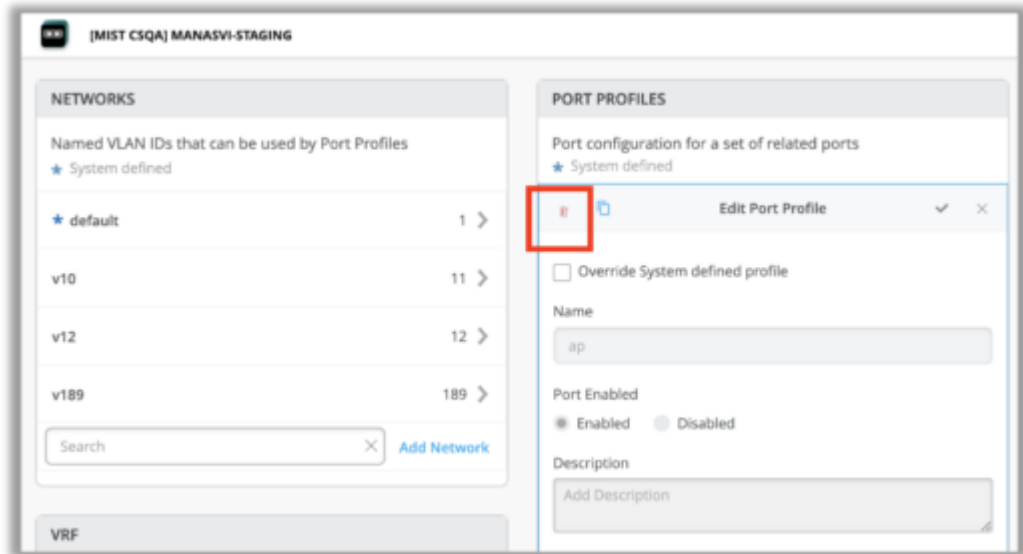 [MIST CSQA] MANASVI-STAGING
NETWORKS
Named VLAN IDs that can be used by Port Profiles
★ System defined
★ default 1
v10 11
v12 12
v189 189
Search
Add Network
VRF
PORT PROFILES
Port configuration for a set of related ports
★ System defined
Edit Port Profile
Override System defined profile
Name
ap
Port Enabled
Enabled Disabled
Description
Add Description